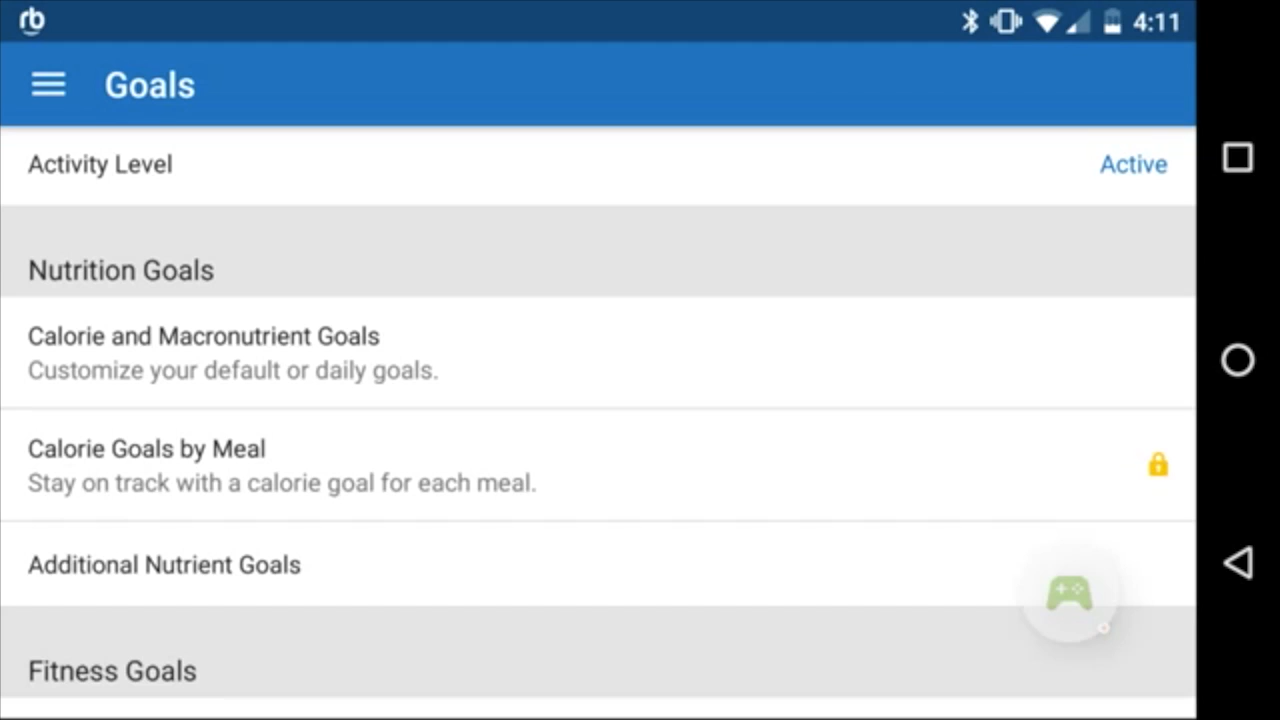 rb 4:11
Goals
Activity Level Active
Nutrition Goals
Calorie and Macronutrient Goals
Customize your default or daily goals.
Calorie Goals by Meal
Stay on track with a calorie goal for each meal.
Additional Nutrient Goals
Fitness Goals